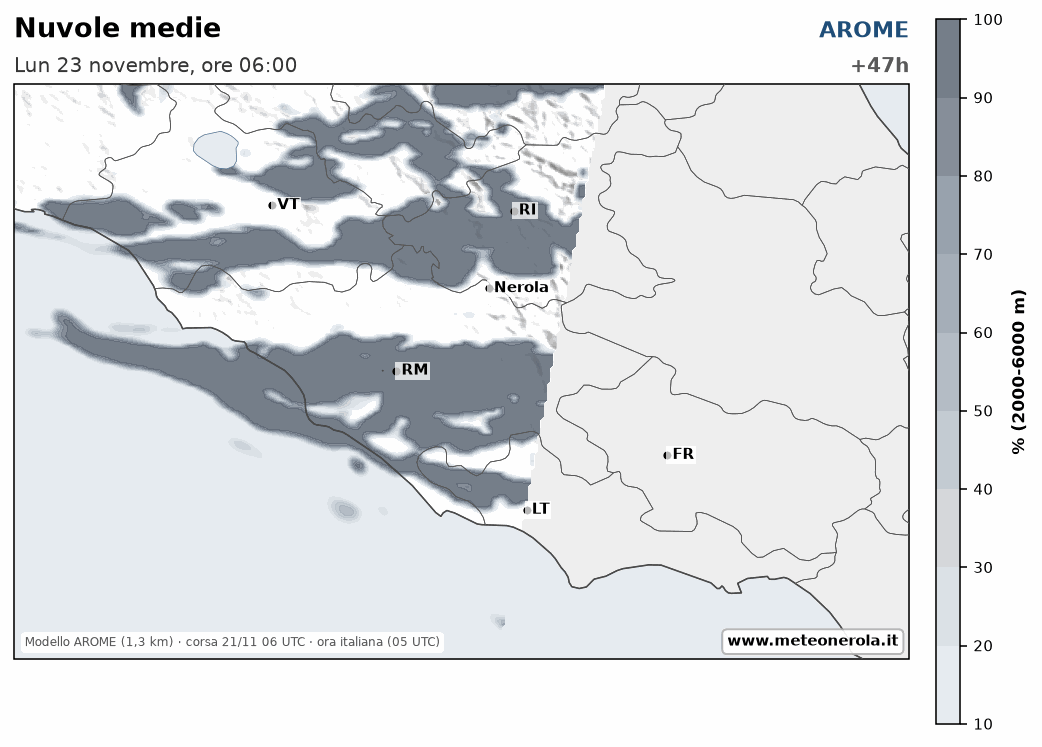 Nuvole medie
AROME
Lun 23 novembre, ore 06:00
+47h
100
90
80
70
60
50
40
30
20
10
% (2000-6000 m)
VT
RI
Nerola
RM
FR
LT
Modello AROME (1,3 km) · corsa 21/11 06 UTC · ora italiana (05 UTC)
www.meteonerola.it